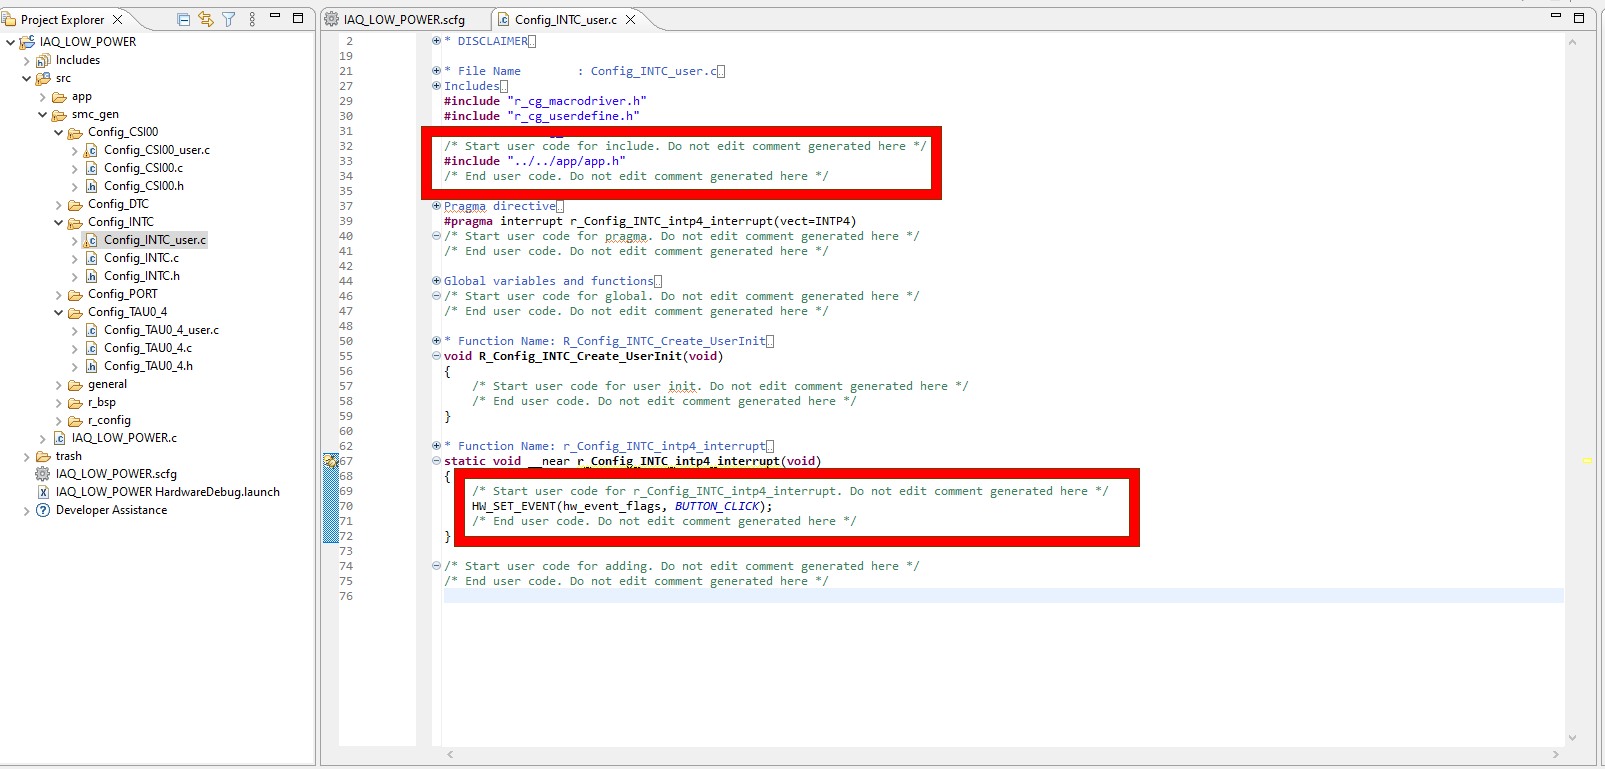 Project Explorer
IAQ_LOW_POWER
Includes
src
app
smc_gen
Config_CSI00
Config_CSI00_user.c
Config_CSI00.c
Config_CSI00.h
Config_DTC
Config_INTC
Config_INTC_user.c
Config_INTC.c
Config_INTC.h
Config_PORT
Config_TAU0_4
Config_TAU0_4_user.c
Config_TAU0_4.c
Config_TAU0_4.h
general
r_bsp
r_config
IAQ_LOW_POWER.c
trash
IAQ_LOW_POWER.scfg
IAQ_LOW_POWER HardwareDebug.launch
Developer Assistance
IAQ_LOW_POWER.scfg Config_INTC_user.c
2 * DISCLAIMER
19
21 * File Name : Config_INTC_user.c
27 Includes
29 #include "r_cg_macrodriver.h"
30 #include "r_cg_userdefine.h"
31
32 /* Start user code for include. Do not edit comment generated here */
33 #include "../../app/app.h"
34 /* End user code. Do not edit comment generated here */
35
37 Pragma directive
39 #pragma interrupt r_Config_INTC_intp4_interrupt(vect=INTP4)
40 /* Start user code for pragma. Do not edit comment generated here */
41 /* End user code. Do not edit comment generated here */
42
44 Global variables and functions
46 /* Start user code for global. Do not edit comment generated here */
47 /* End user code. Do not edit comment generated here */
48
50 * Function Name: R_Config_INTC_Create_UserInit
55 void R_Config_INTC_Create_UserInit(void)
56 {
57 /* Start user code for user init. Do not edit comment generated here */
58 /* End user code. Do not edit comment generated here */
59 }
60
62 * Function Name: r_Config_INTC_intp4_interrupt
67 static void __near r_Config_INTC_intp4_interrupt(void)
68 {
69 /* Start user code for r_Config_INTC_intp4_interrupt. Do not edit comment generated here */
70 HW_SET_EVENT(hw_event_flags, BUTTON_CLICK);
71 /* End user code. Do not edit comment generated here */
72 }
73
74 /* Start user code for adding. Do not edit comment generated here */
75 /* End user code. Do not edit comment generated here */
76